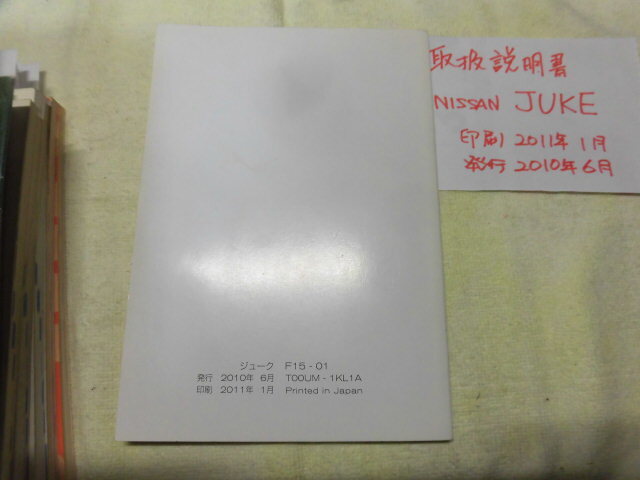 取扱説明書
NISSAN JUKE
印刷 2011年 1月
発行 2010年 6月
ジューク F15-01
発行 2010年 6月 T00UM-1KL1A
印刷 2011年 1月 Printed in Japan